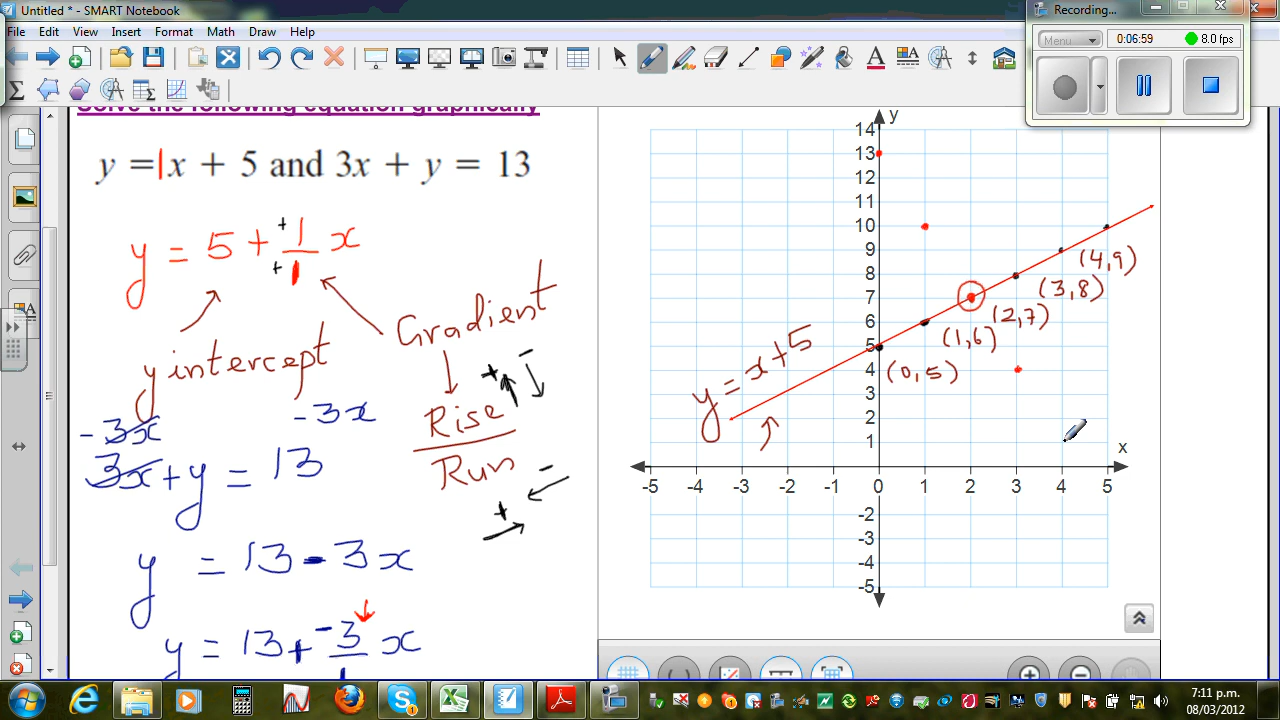 Untitled * - SMART Notebook
File Edit View Insert Format Math Draw Help
Recording...
Menu
0:06:59
8.0 fps
Solve the following equation graphically
y =1x + 5 and 3x + y = 13
y = 5 + +1/+1 x
y intercept
Gradient
Rise + -
Run - +
-3x -3x
3x + y = 13
y = 13 - 3x
y = 13 + -3/1 x
y
14
13
12
11
10
9
8
7
6
5
4
3
2
1
x
-5 -4 -3 -2 -1 0 1 2 3 4 5
-2
-3
-4
-5
(4,9)
(3,8)
(2,7)
(1,6)
(0,5)
y = x+5
7:11 p.m.
08/03/2012